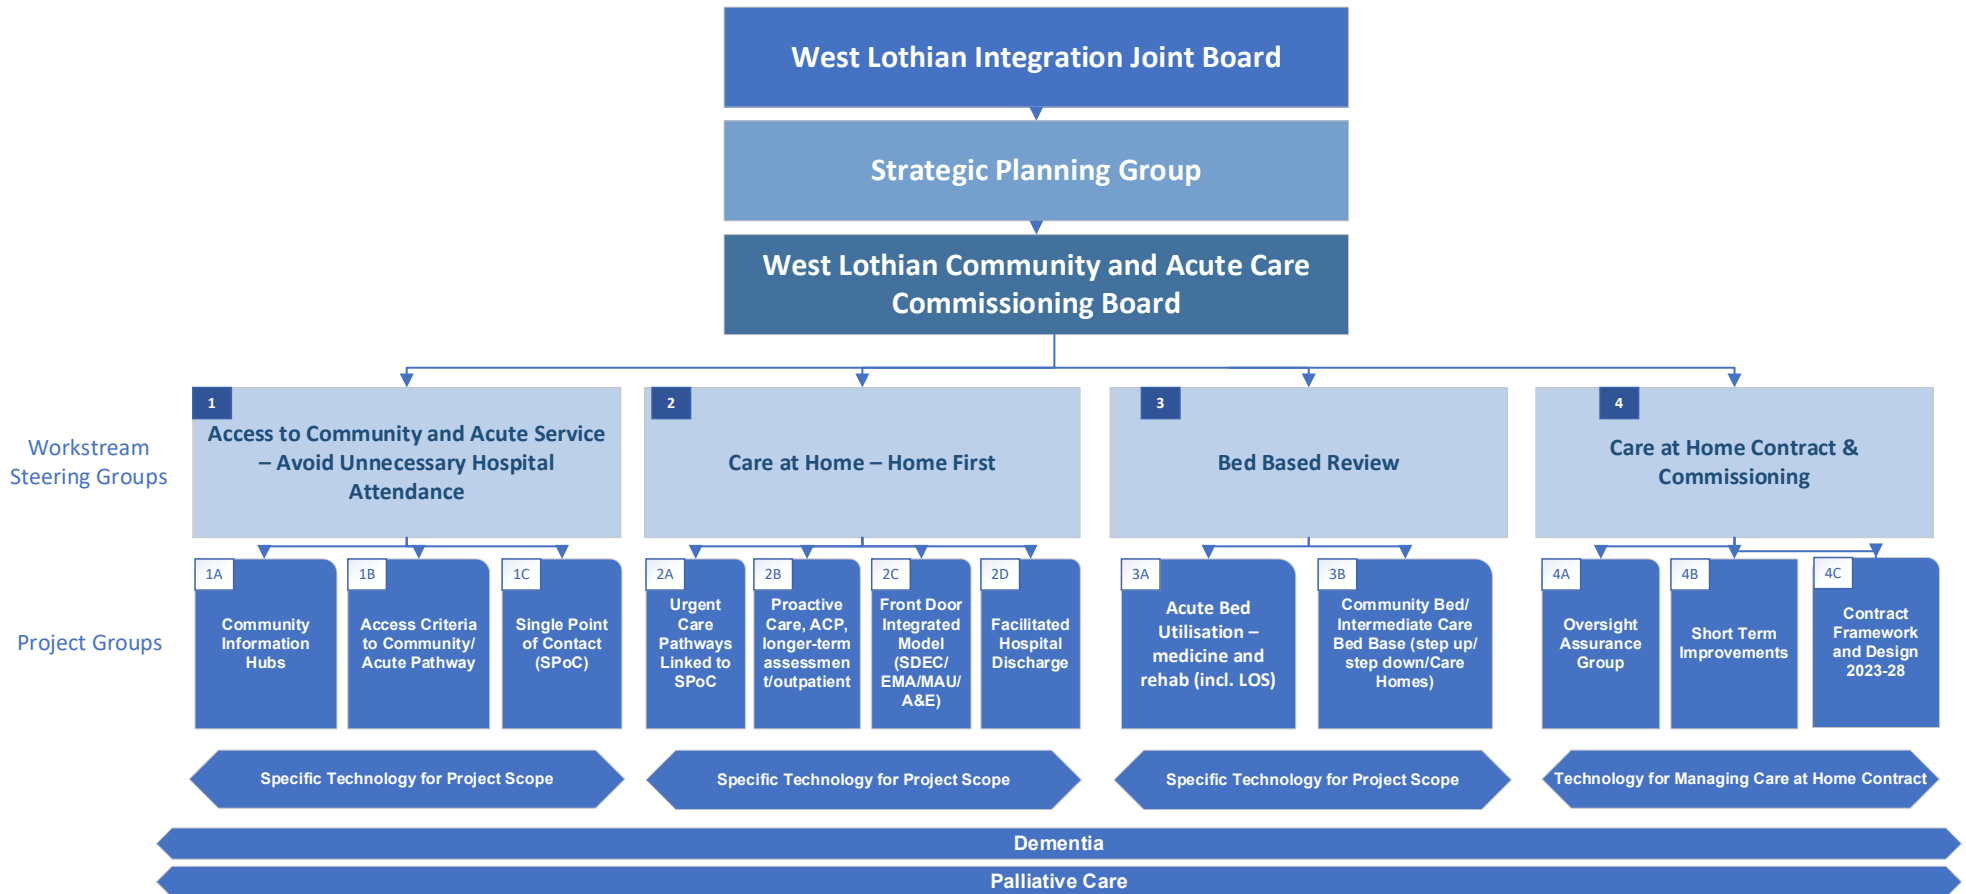 West Lothian Integration Joint Board
Strategic Planning Group
West Lothian Community and Acute Care
Commissioning Board
Workstream
Steering Groups
1
Access to Community and Acute Service
– Avoid Unnecessary Hospital
Attendance
2
Care at Home – Home First
3
Bed Based Review
4
Care at Home Contract &
Commissioning
Project Groups
1A
Community
Information
Hubs
1B
Access Criteria
to Community/
Acute Pathway
1C
Single Point
of Contact
(SPoC)
2A
Urgent
Care
Pathways
Linked to
SPoC
2B
Proactive
Care, ACP,
longer-term
assessmen
t/outpatient
2C
Front Door
Integrated
Model
(SDEC/
EMA/MAU/
A&E)
2D
Facilitated
Hospital
Discharge
3A
Acute Bed
Utilisation –
medicine and
rehab (incl. LOS)
3B
Community Bed/
Intermediate Care
Bed Base (step up/
step down/Care
Homes)
4A
Oversight
Assurance
Group
4B
Short Term
Improvements
4C
Contract
Framework
and Design
2023-28
Specific Technology for Project Scope
Specific Technology for Project Scope
Specific Technology for Project Scope
Technology for Managing Care at Home Contract
Dementia
Palliative Care